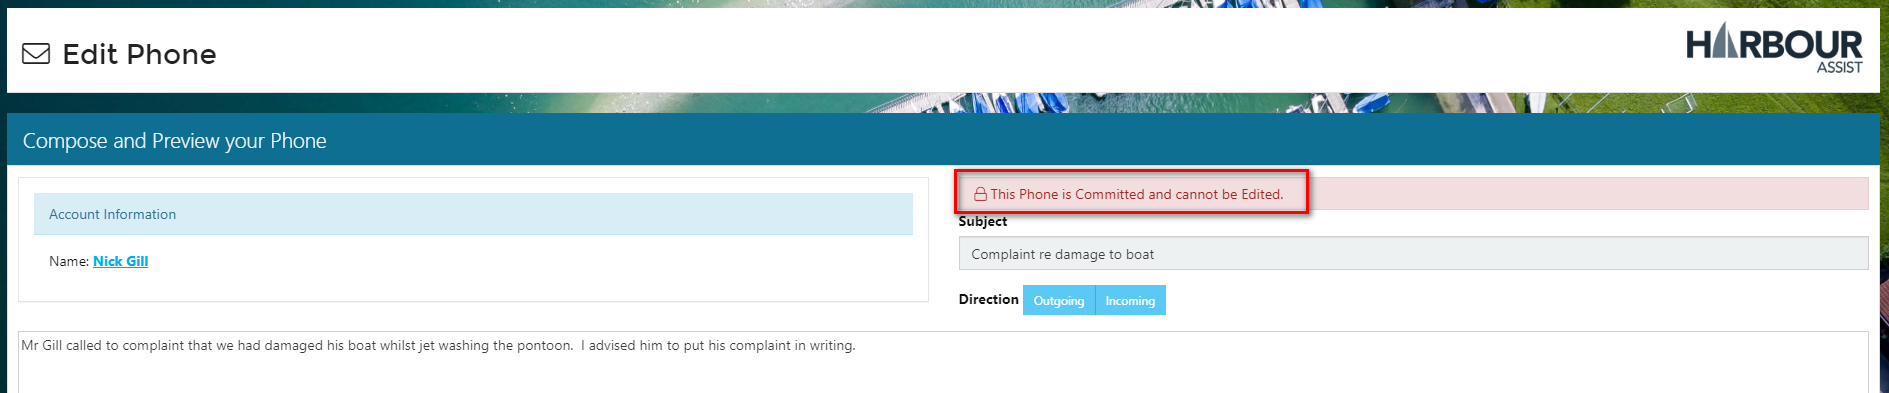 Edit Phone
HARBOUR
ASSIST
Compose and Preview your Phone
Account Information
Name: Nick Gill
This Phone is Committed and cannot be Edited.
Subject
Complaint re damage to boat
Direction Outgoing Incoming
Mr Gill called to complaint that we had damaged his boat whilst jet washing the pontoon.  I advised him to put his complaint in writing.